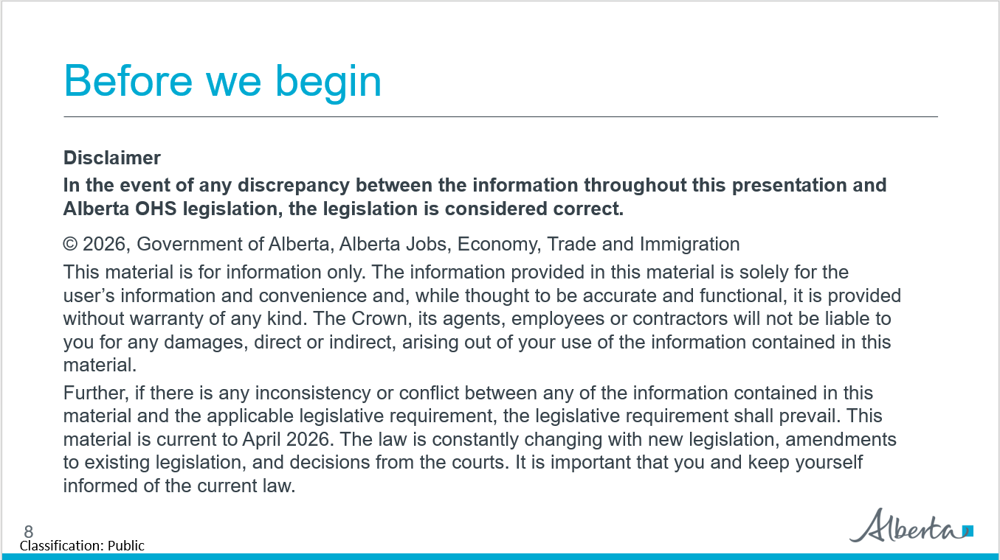 Before we begin
Disclaimer
In the event of any discrepancy between the information throughout this presentation and
Alberta OHS legislation, the legislation is considered correct.
© 2026, Government of Alberta, Alberta Jobs, Economy, Trade and Immigration
This material is for information only. The information provided in this material is solely for the
user’s information and convenience and, while thought to be accurate and functional, it is provided
without warranty of any kind. The Crown, its agents, employees or contractors will not be liable to
you for any damages, direct or indirect, arising out of your use of the information contained in this
material.
Further, if there is any inconsistency or conflict between any of the information contained in this
material and the applicable legislative requirement, the legislative requirement shall prevail. This
material is current to April 2026. The law is constantly changing with new legislation, amendments
to existing legislation, and decisions from the courts. It is important that you and keep yourself
informed of the current law.
8
Classification: Public
Alberta